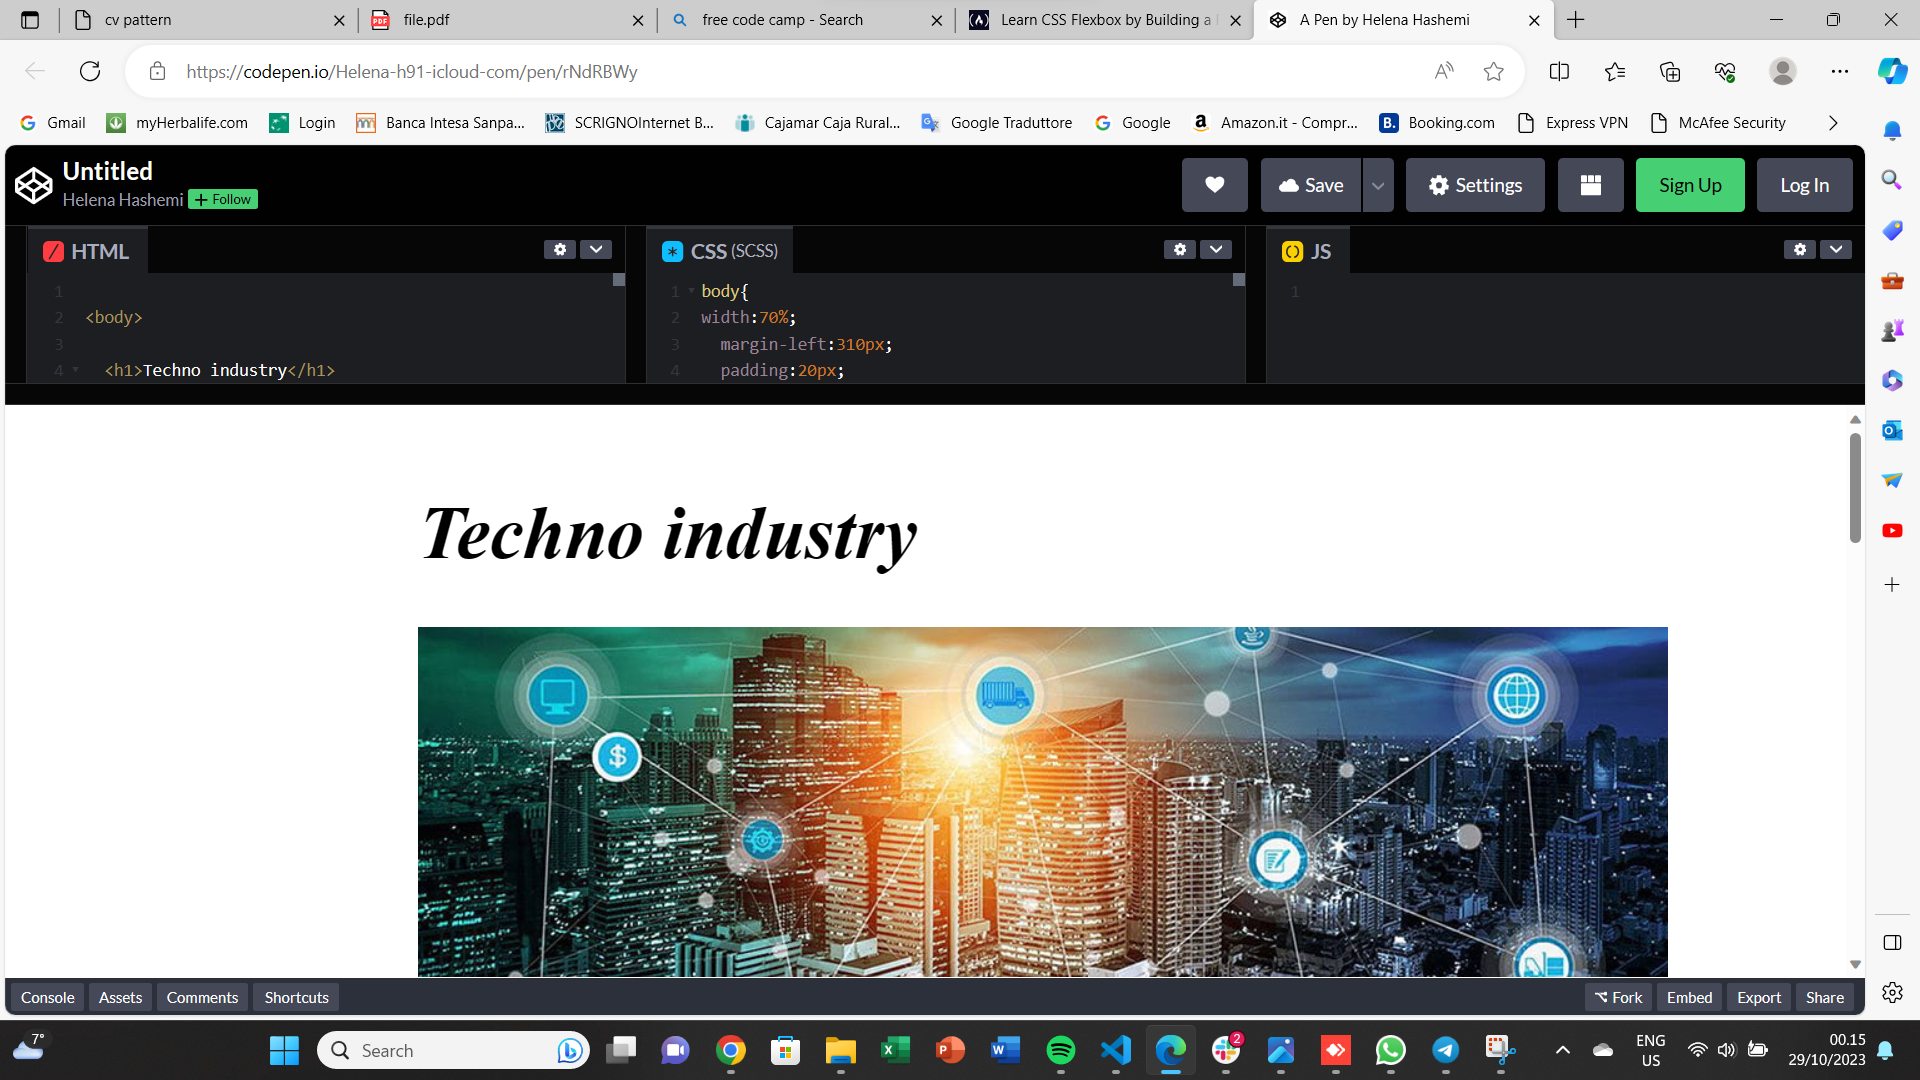 cv pattern
file.pdf
free code camp - Search
Learn CSS Flexbox by Building a
A Pen by Helena Hashemi
https://codepen.io/Helena-h91-icloud-com/pen/rNdRBWy
Gmail
myHerbalife.com
Login
Banca Intesa Sanpa...
SCRIGNOInternet B...
Cajamar Caja Rural...
Google Traduttore
Google
Amazon.it - Compr...
Booking.com
Express VPN
McAfee Security
Untitled
Helena Hashemi
+ Follow
Save
Settings
Sign Up
Log In
HTML
CSS (SCSS)
JS
1
2 <body>
3
4 <h1>Techno industry</h1>
1 body{
2 width:70%;
3 margin-left:310px;
4 padding:20px;
1
Techno industry
Console
Assets
Comments
Shortcuts
Fork
Embed
Export
Share
7°
Search
2
ENG
US
00.15
29/10/2023